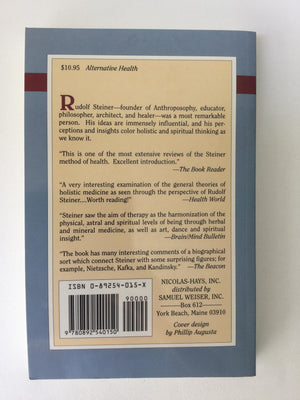 $10.95 Alternative Health
Rudolf Steiner—founder of Anthroposophy, educator,
philosopher, architect, and healer—was a most remarkable
person. His ideas are immensely influential, and his per-
ceptions and insights color holistic and spiritual thinking as
we know it.
"This is one of the most extensive reviews of the Steiner
method of health. Excellent introduction."
—The Book Reader
"A very interesting examination of the general theories of
holistic medicine as seen through the perspective of Rudolf
Steiner....Worth reading!" —Health World
"Steiner saw the aim of therapy as the harmonization of the
physical, astral and spiritual levels of being through herbal
and mineral medicine, as well as art, dance and spiritual
insight." —Brain/Mind Bulletin
"The book has many interesting comments of a biographical
sort which connect Steiner with some surprising figures; for
example, Nietzsche, Kafka, and Kandinsky." —The Beacon
ISBN 0-89254-015-X
90000
9 780892 540150
NICOLAS-HAYS, INC.
distributed by
SAMUEL WEISER, INC.
Box 612
York Beach, Maine 03910
Cover design
by Phillip Augusta